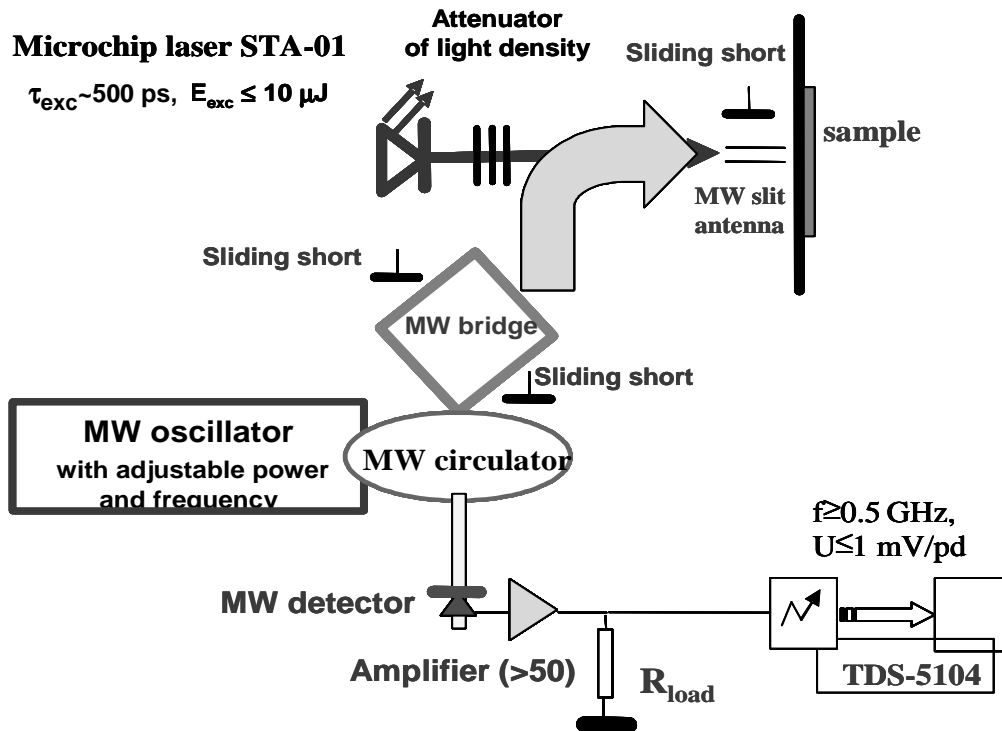 Attenuator
of light density
Microchip laser STA-01
τexc~500 ps, Eexc ≤ 10 μJ
Sliding short
sample
MW slit
antenna
Sliding short
MW bridge
Sliding short
MW oscillator
with adjustable power
and frequency
MW circulator
f≥0.5 GHz,
U≤1 mV/pd
MW detector
Amplifier (>50)
Rload
TDS-5104